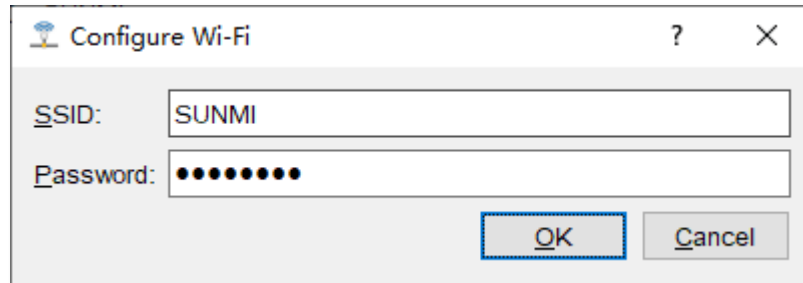 Configure Wi-Fi ?
SSID: SUNMI
Password: ●●●●●●●●
OK Cancel